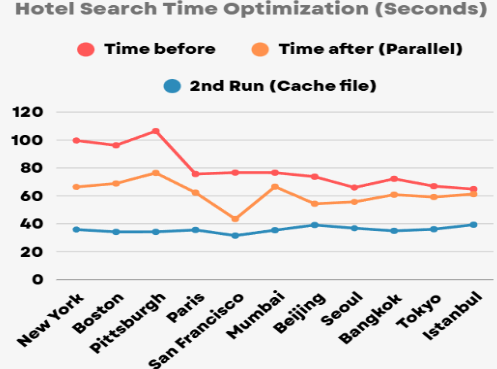 Hotel Search Time Optimization (Seconds)
Time before
Time after (Parallel)
2nd Run (Cache file)
120
100
80
60
40
20
0
New York
Boston
Pittsburgh
Paris
San Francisco
Mumbai
Beijing
Seoul
Bangkok
Tokyo
Istanbul